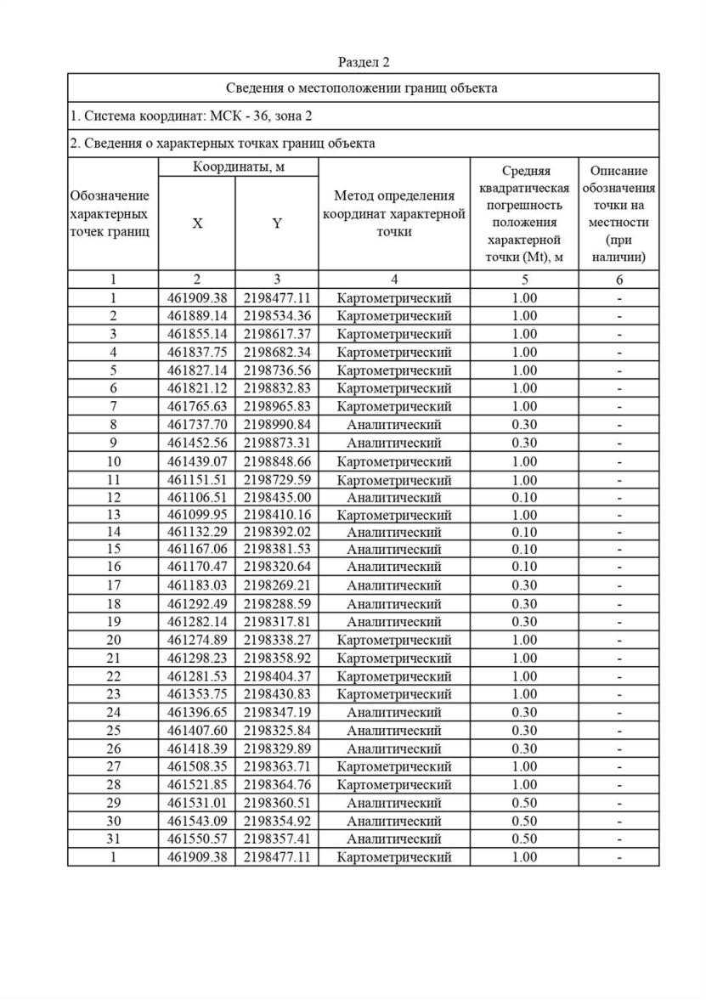 Раздел 2
Сведения о местоположении границ объекта
1. Система координат: МСК - 36, зона 2
2. Сведения о характерных точках границ объекта
Обозначение характерных точек границ
Координаты, м
X
Y
Метод определения координат характерной точки
Средняя квадратическая погрешность положения характерной точки (Mt), м
Описание обозначения точки на местности (при наличии)
1 2 3 4 5 6
1 461909.38 2198477.11 Картометрический 1.00 -
2 461889.14 2198534.36 Картометрический 1.00 -
3 461855.14 2198617.37 Картометрический 1.00 -
4 461837.75 2198682.34 Картометрический 1.00 -
5 461827.14 2198736.56 Картометрический 1.00 -
6 461821.12 2198832.83 Картометрический 1.00 -
7 461765.63 2198965.83 Картометрический 1.00 -
8 461737.70 2198990.84 Аналитический 0.30 -
9 461452.56 2198873.31 Аналитический 0.30 -
10 461439.07 2198848.66 Картометрический 1.00 -
11 461151.51 2198729.59 Картометрический 1.00 -
12 461106.51 2198435.00 Аналитический 0.10 -
13 461099.95 2198410.16 Картометрический 1.00 -
14 461132.29 2198392.02 Аналитический 0.10 -
15 461167.06 2198381.53 Аналитический 0.10 -
16 461170.47 2198320.64 Аналитический 0.10 -
17 461183.03 2198269.21 Аналитический 0.30 -
18 461292.49 2198288.59 Аналитический 0.30 -
19 461282.14 2198317.81 Аналитический 0.30 -
20 461274.89 2198338.27 Картометрический 1.00 -
21 461298.23 2198358.92 Картометрический 1.00 -
22 461281.53 2198404.37 Картометрический 1.00 -
23 461353.75 2198430.83 Картометрический 1.00 -
24 461396.65 2198347.19 Аналитический 0.30 -
25 461407.60 2198325.84 Аналитический 0.30 -
26 461418.39 2198329.89 Аналитический 0.30 -
27 461508.35 2198363.71 Картометрический 1.00 -
28 461521.85 2198364.76 Картометрический 1.00 -
29 461531.01 2198360.51 Аналитический 0.50 -
30 461543.09 2198354.92 Аналитический 0.50 -
31 461550.57 2198357.41 Аналитический 0.50 -
1 461909.38 2198477.11 Картометрический 1.00 -